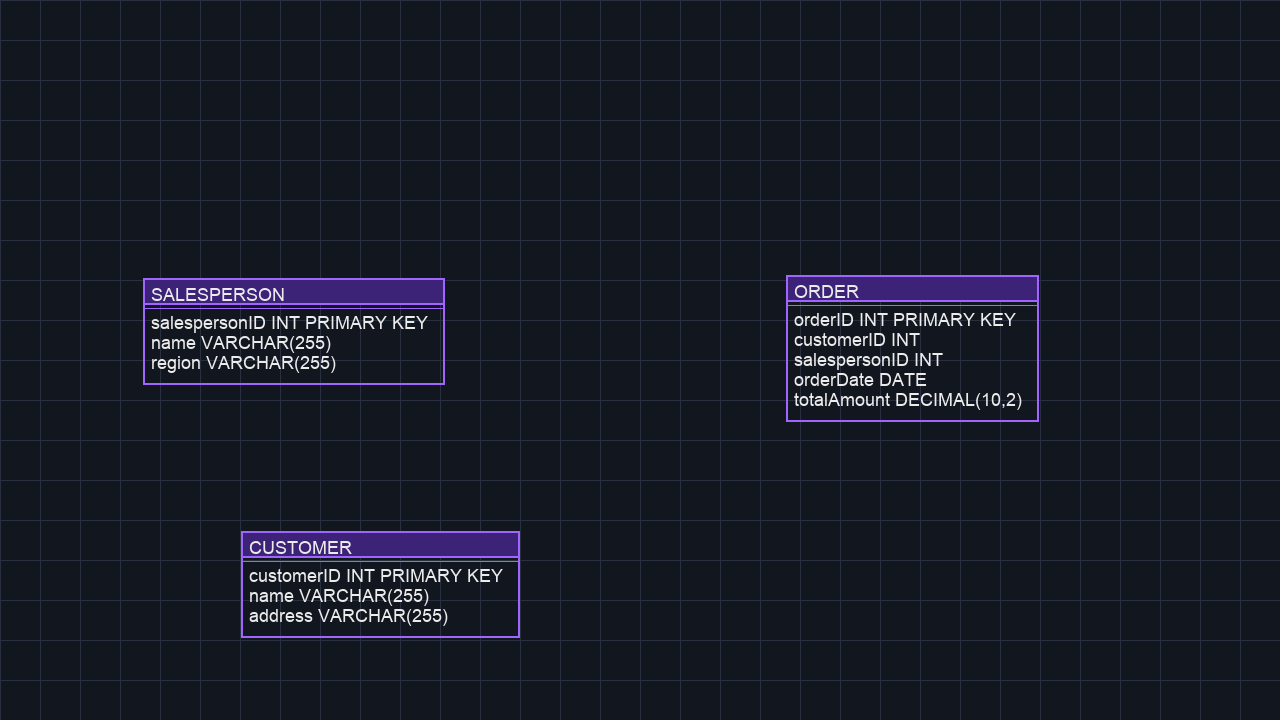 SALESPERSON
salespersonID INT PRIMARY KEY
name VARCHAR(255)
region VARCHAR(255)
ORDER
orderID INT PRIMARY KEY
customerID INT
salespersonID INT
orderDate DATE
totalAmount DECIMAL(10,2)
CUSTOMER
customerID INT PRIMARY KEY
name VARCHAR(255)
address VARCHAR(255)